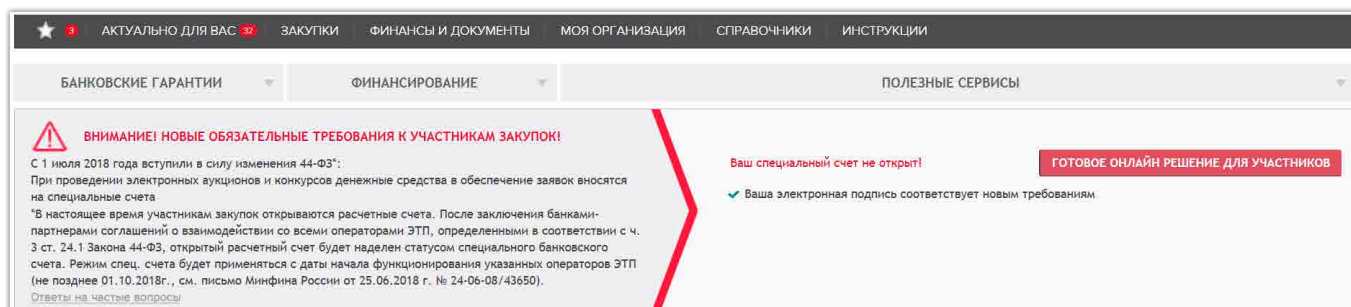 3 АКТУАЛЬНО ДЛЯ ВАС 32 ЗАКУПКИ ФИНАНСЫ И ДОКУМЕНТЫ МОЯ ОРГАНИЗАЦИЯ СПРАВОЧНИКИ ИНСТРУКЦИИ
БАНКОВСКИЕ ГАРАНТИИ ФИНАНСИРОВАНИЕ ПОЛЕЗНЫЕ СЕРВИСЫ
ВНИМАНИЕ! НОВЫЕ ОБЯЗАТЕЛЬНЫЕ ТРЕБОВАНИЯ К УЧАСТНИКАМ ЗАКУПОК!
С 1 июля 2018 года вступили в силу изменения 44-ФЗ*:
При проведении электронных аукционов и конкурсов денежные средства в обеспечение заявок вносятся
на специальные счета
*В настоящее время участникам закупок открываются расчетные счета. После заключения банками-
партнерами соглашений о взаимодействии со всеми операторами ЭТП, определенными в соответствии с ч.
3 ст. 24.1 Закона 44-ФЗ, открытый расчетный счет будет наделен статусом специального банковского
счета. Режим спец. счета будет применяться с даты начала функционирования указанных операторов ЭТП
(не позднее 01.10.2018г., см. письмо Минфина России от 25.06.2018 г. № 24-06-08/43650).
Ответы на частые вопросы
Ваш специальный счет не открыт!
ГОТОВОЕ ОНЛАЙН РЕШЕНИЕ ДЛЯ УЧАСТНИКОВ
Ваша электронная подпись соответствует новым требованиям